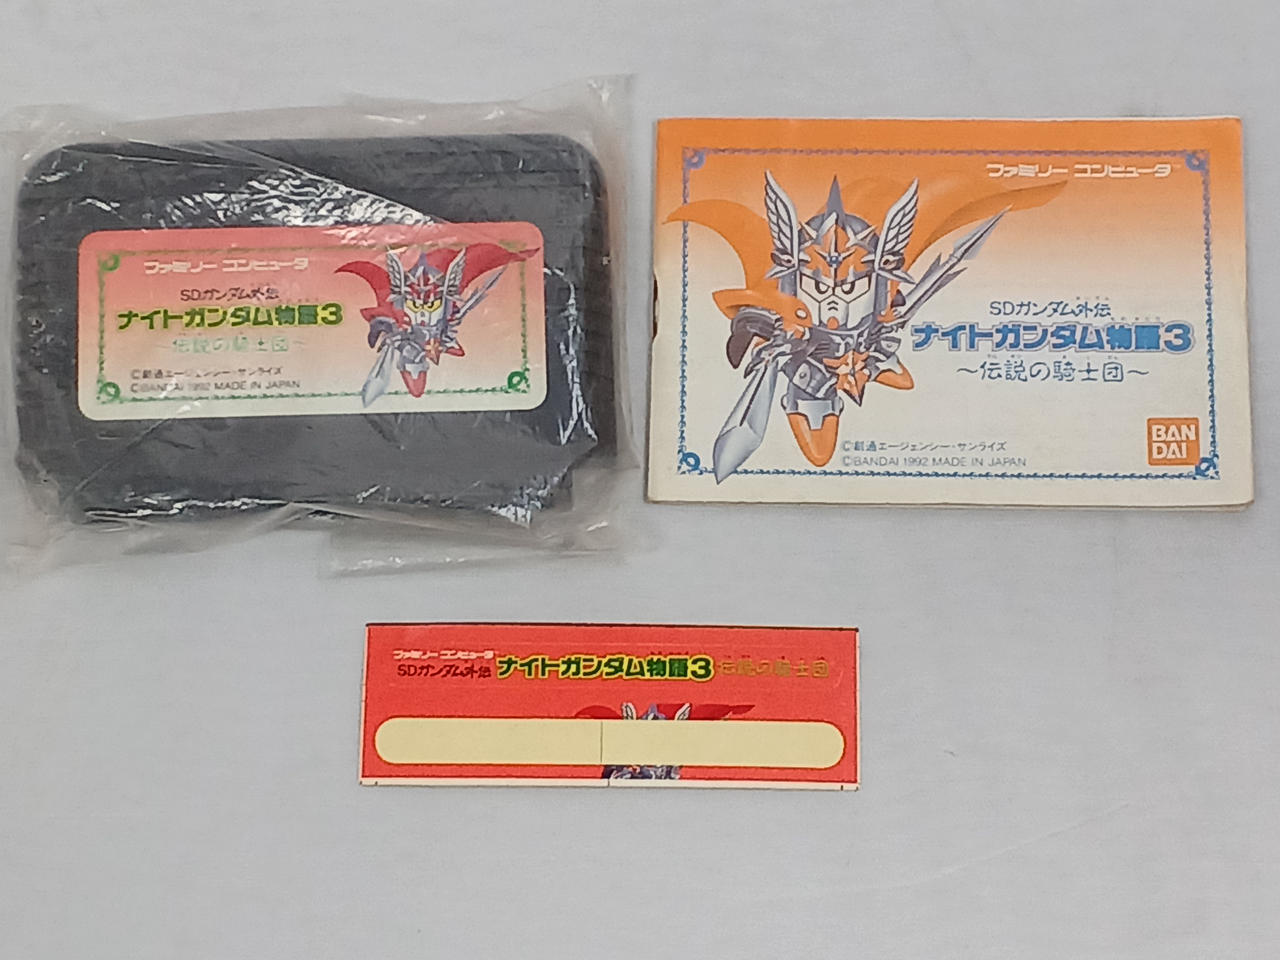 ファミリー コンピュータ
SDガンダム外伝
ナイトガンダム物語3
~伝説の騎士団~
©創通エージェンシー・サンライズ
©BANDAI 1992 MADE IN JAPAN
ファミリー コンピュータ™
SDガンダム外伝
ナイトガンダム物語3
~伝説の騎士団~
©創通エージェンシー・サンライズ
©BANDAI 1992 MADE IN JAPAN
BAN
DAI
ファミリー コンピュータ™
SDガンダム外伝 ナイトガンダム物語3 伝説の騎士団